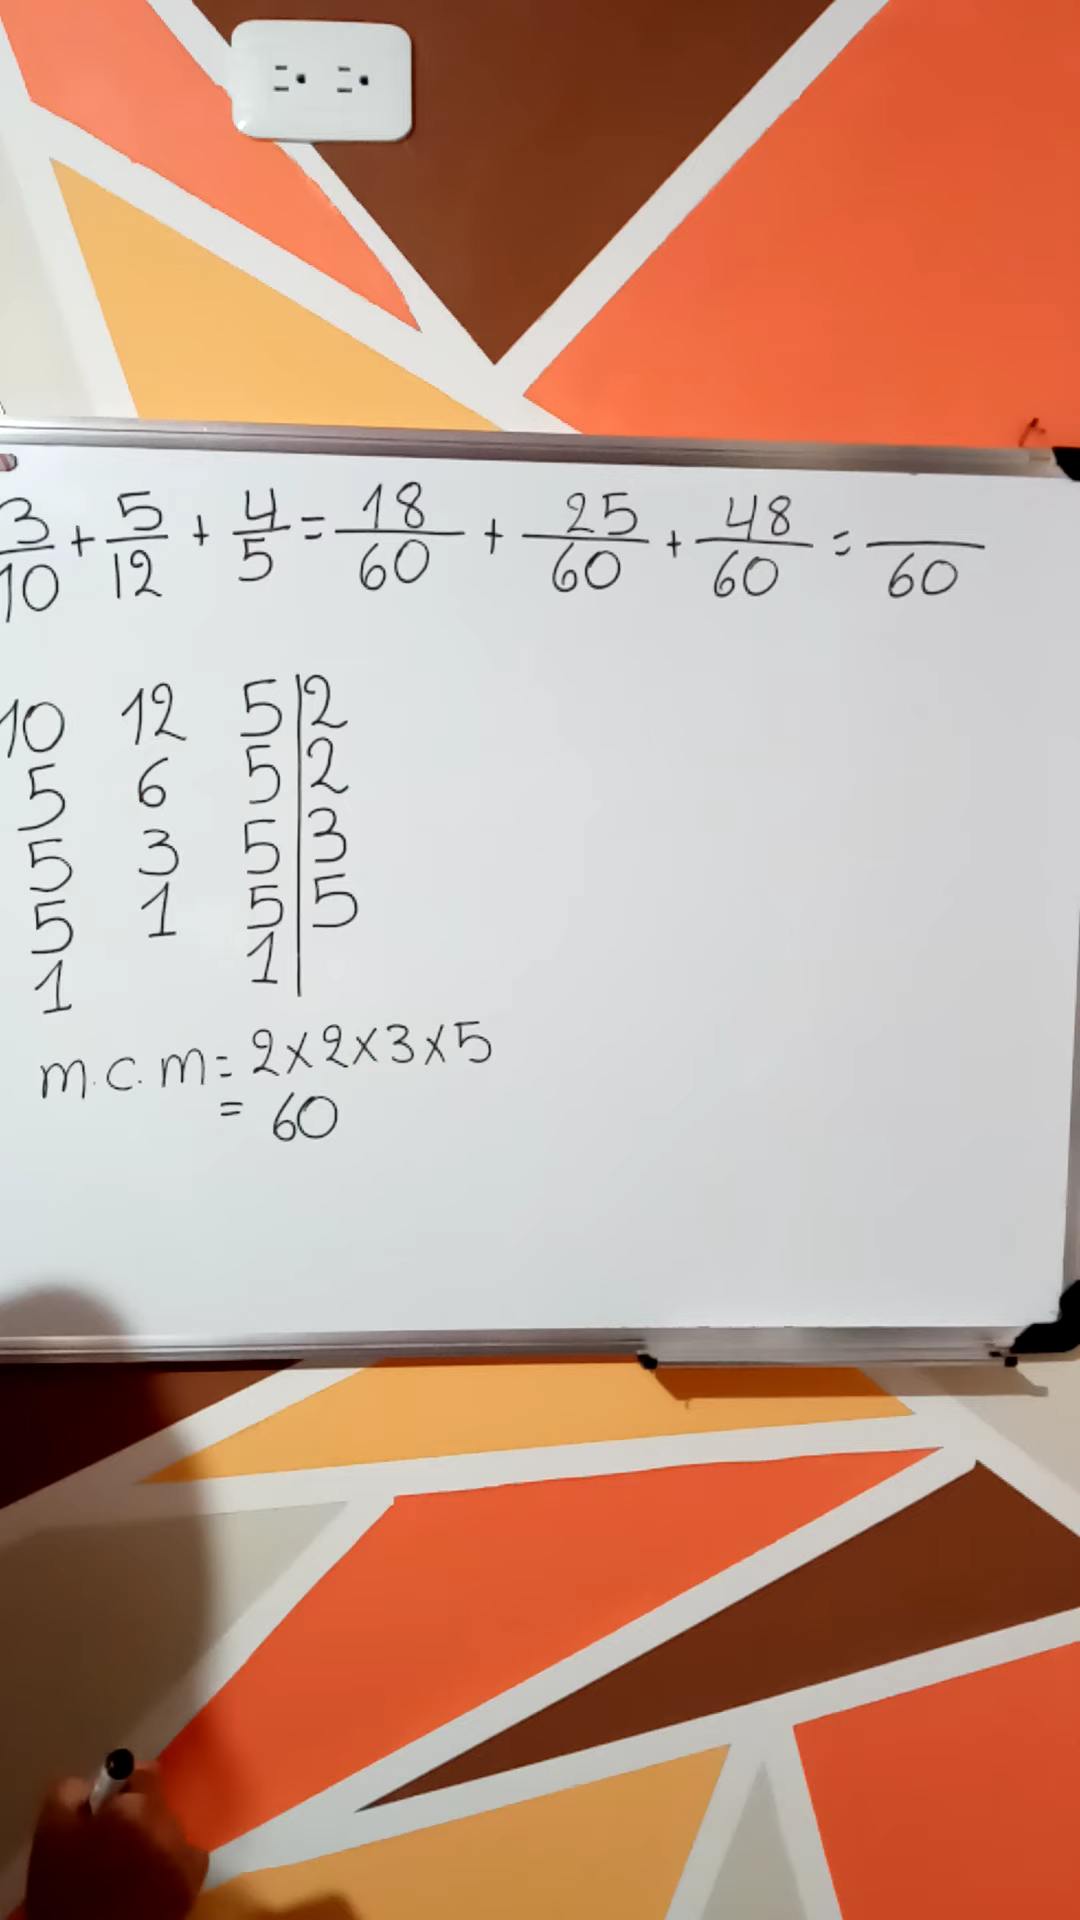 3/10 + 5/12 + 4/5 = 18/60 + 25/60 + 48/60 = /60
10 12 5 | 2
5 6 5 | 2
5 3 5 | 3
5 1 5 | 5
1 1 |
m.c.m = 2x2x3x5
= 60